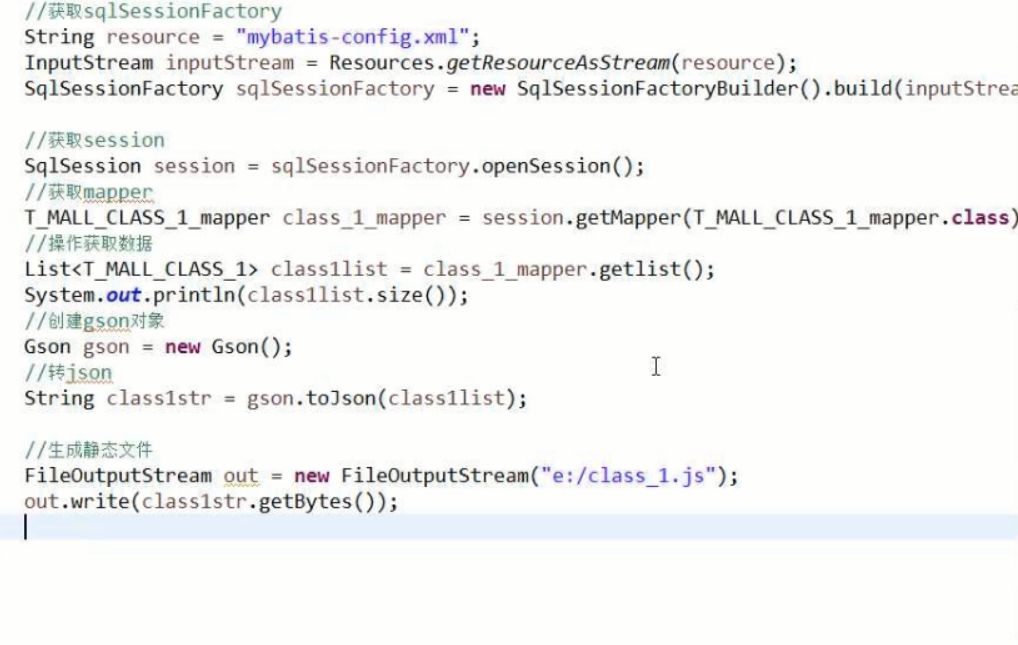 //获取sqlSessionFactory
String resource = "mybatis-config.xml";
InputStream inputStream = Resources.getResourceAsStream(resource);
SqlSessionFactory sqlSessionFactory = new SqlSessionFactoryBuilder().build(inputStrea
//获取session
SqlSession session = sqlSessionFactory.openSession();
//获取mapper
T_MALL_CLASS_1_mapper class_1_mapper = session.getMapper(T_MALL_CLASS_1_mapper.class)
//操作获取数据
List<T_MALL_CLASS_1> class1list = class_1_mapper.getlist();
System.out.println(class1list.size());
//创建gson对象
Gson gson = new Gson();
//转json
String class1str = gson.toJson(class1list);
//生成静态文件
FileOutputStream out = new FileOutputStream("e:/class_1.js");
out.write(class1str.getBytes());